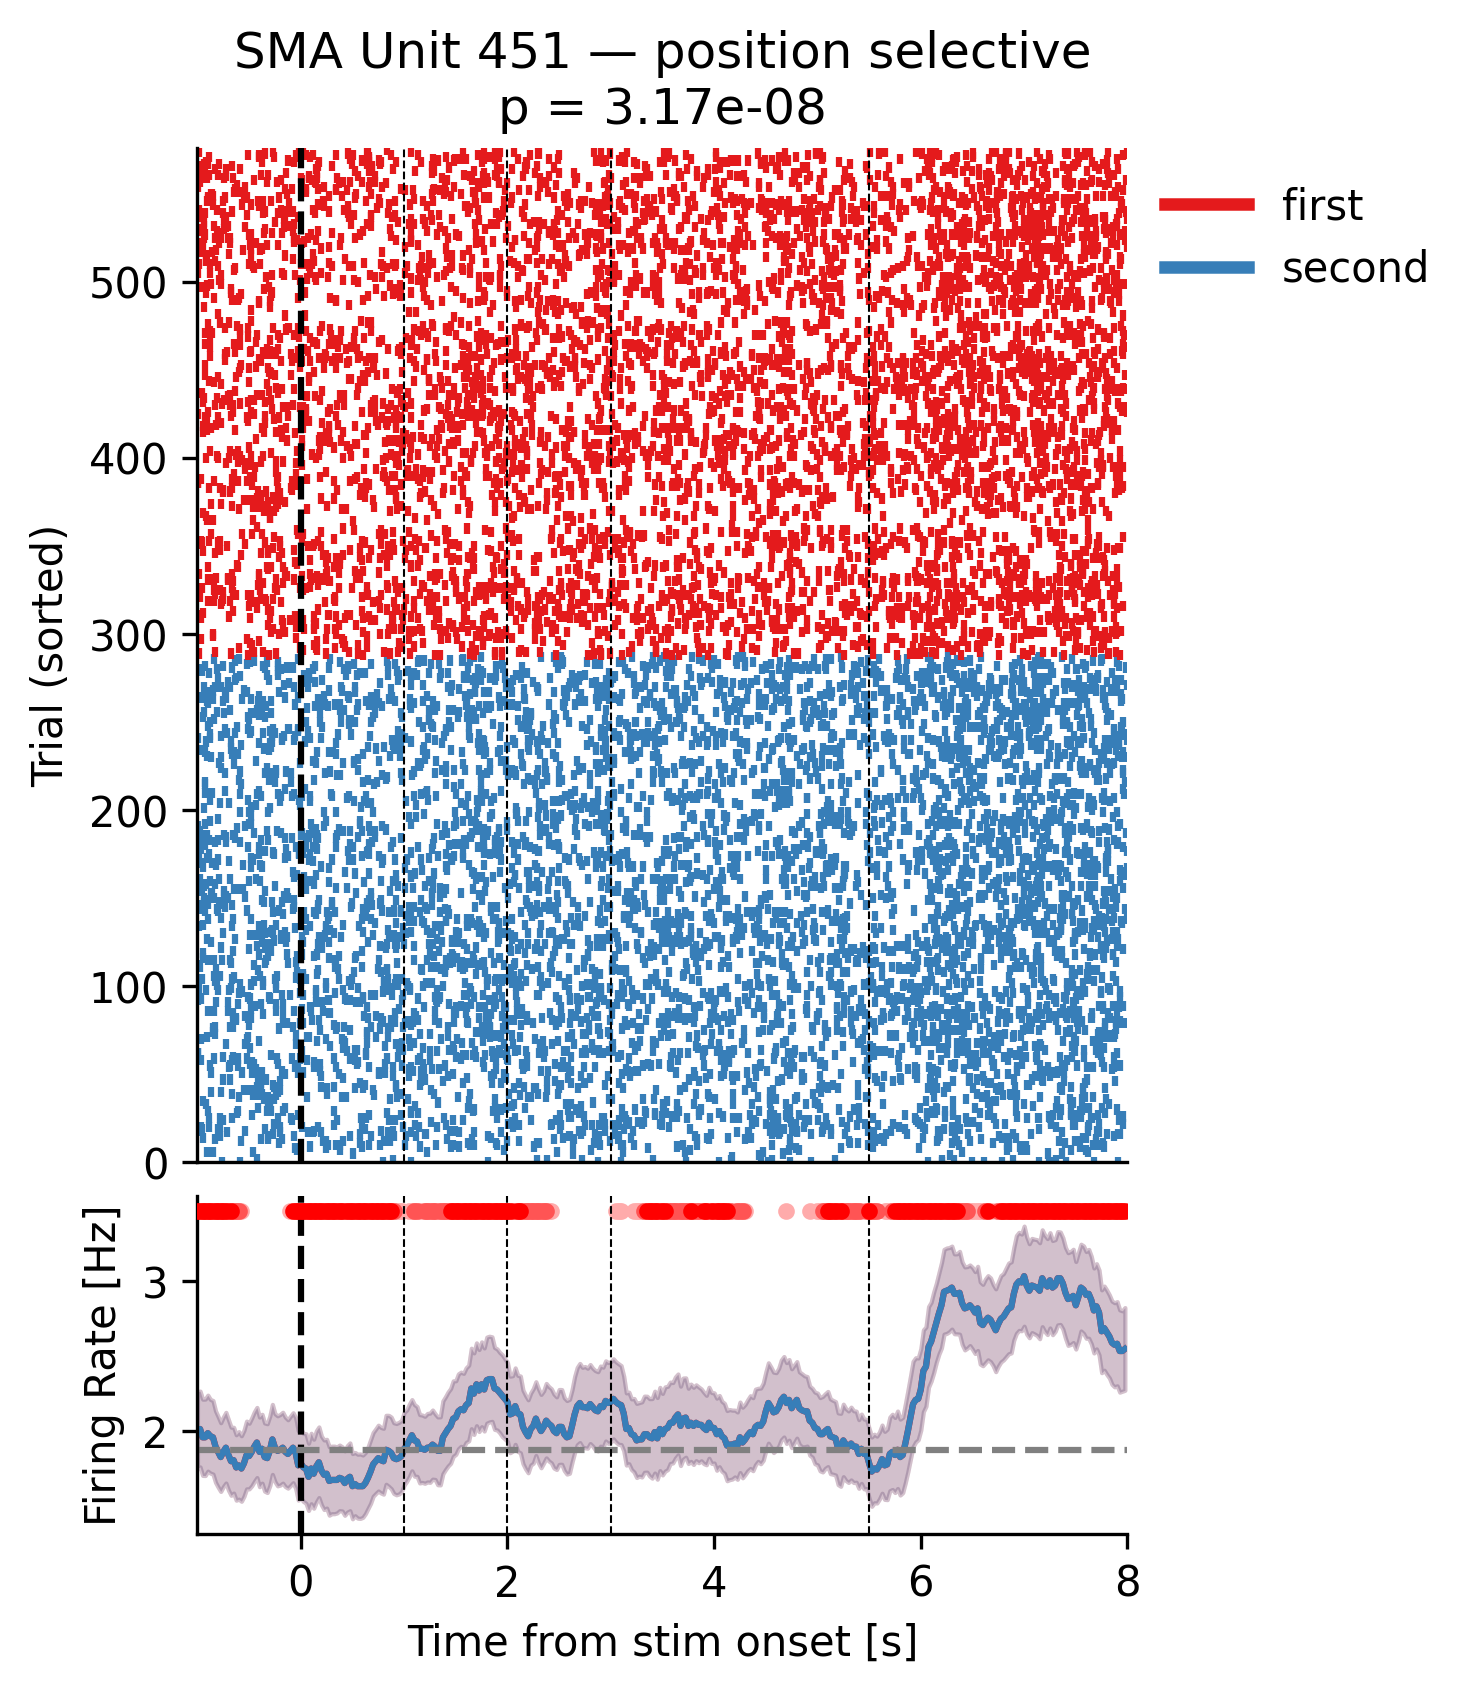 SMA Unit 451 — position selective
p = 3.17e-08
first
second
500
400
300
200
100
0
Trial (sorted)
3
2
Firing Rate [Hz]
0 2 4 6 8
Time from stim onset [s]